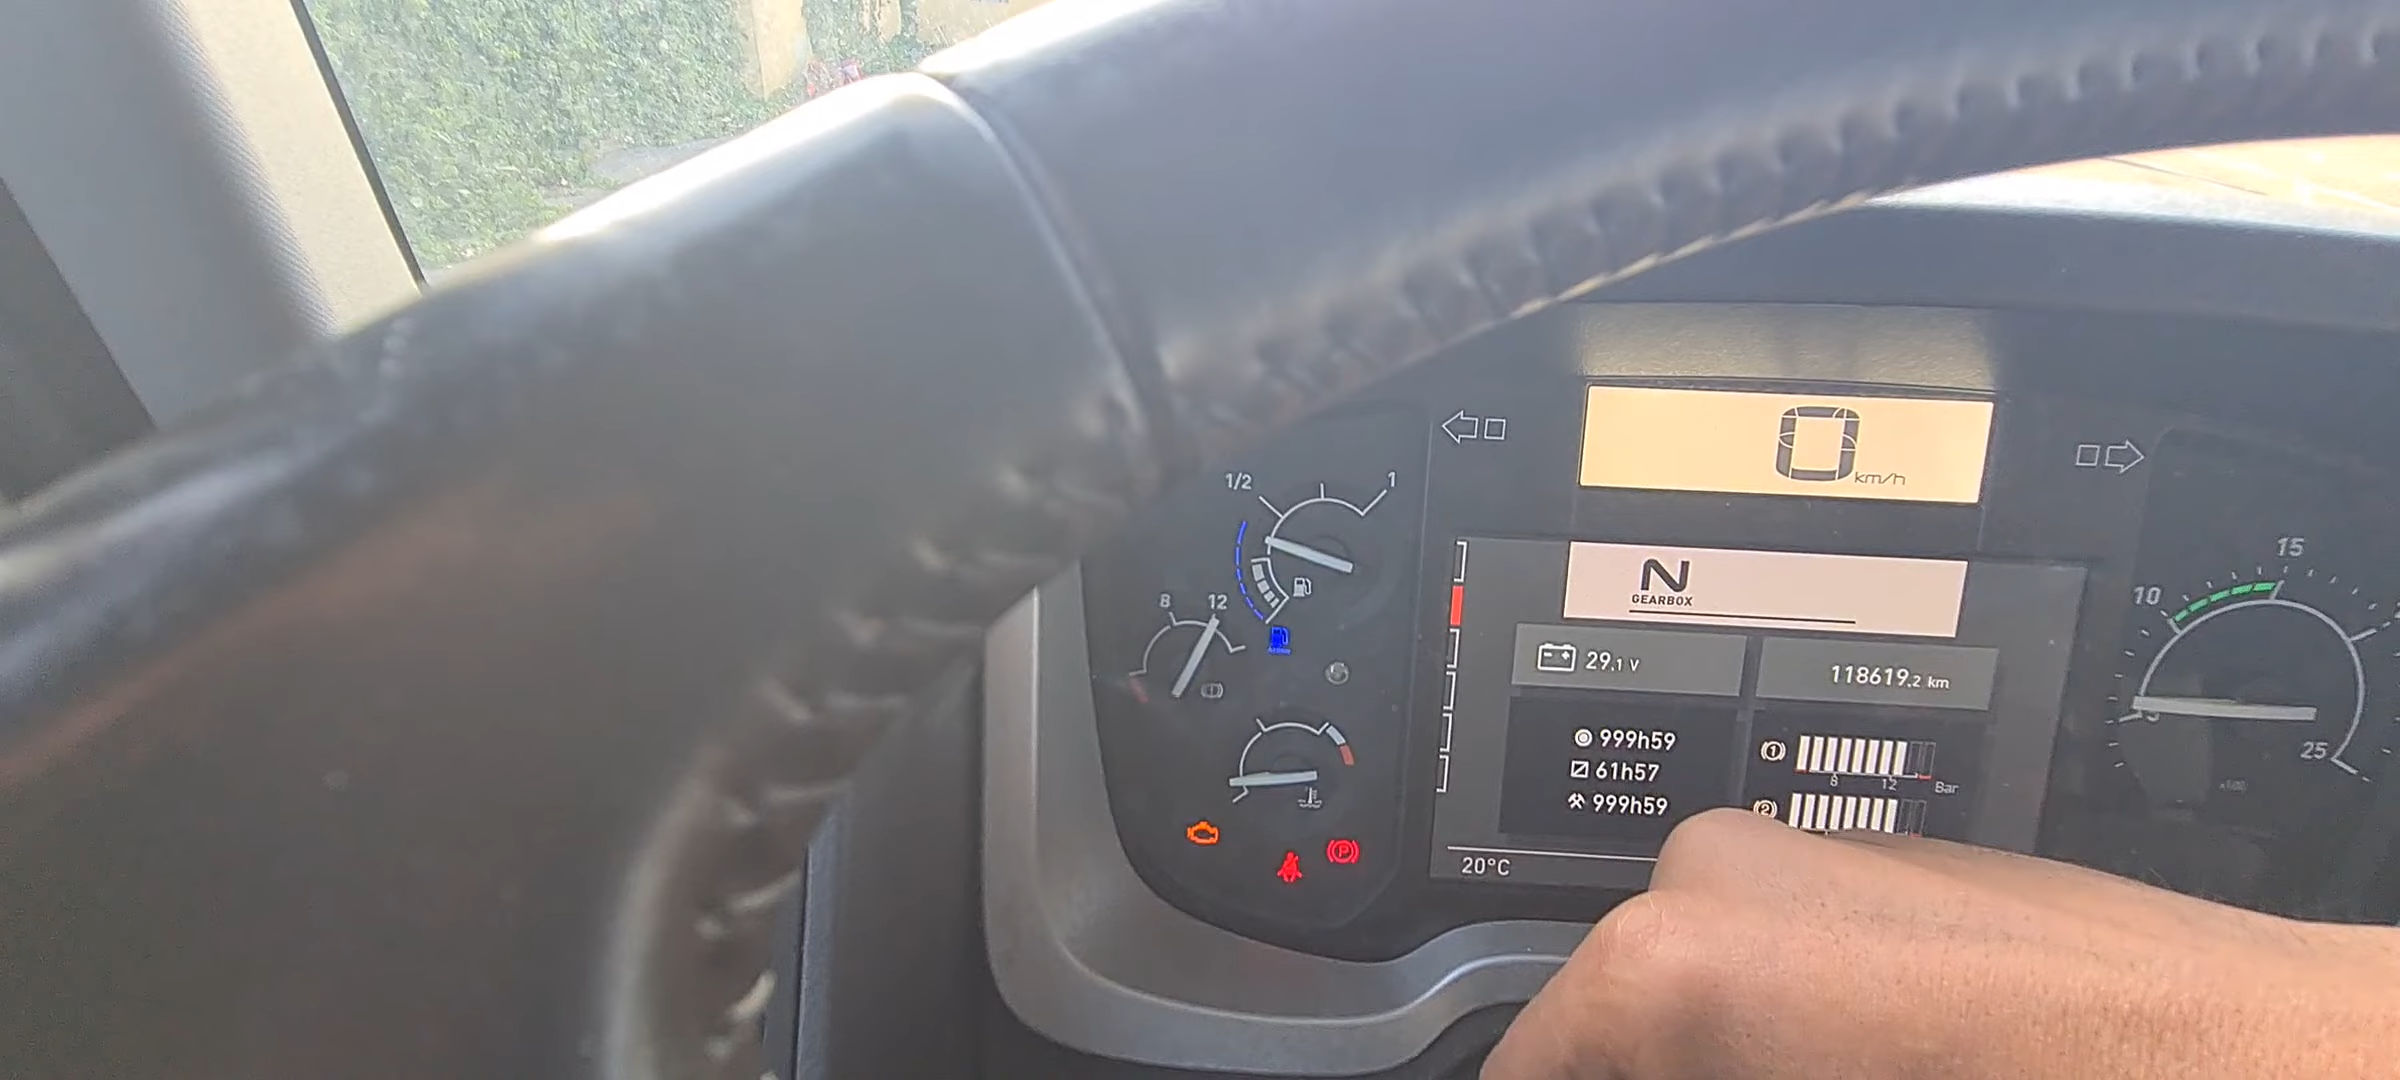 0 km/h
1/2 1
8 12
N
GEARBOX
29.1 V
118619.2 km
999h59
61h57
999h59
1
8 12 Bar
2
P
20°C
10 15 25